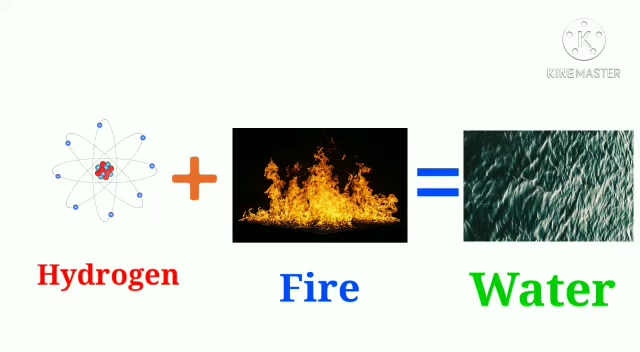 K
KINEMASTER
+
=
Hydrogen
Fire
Water